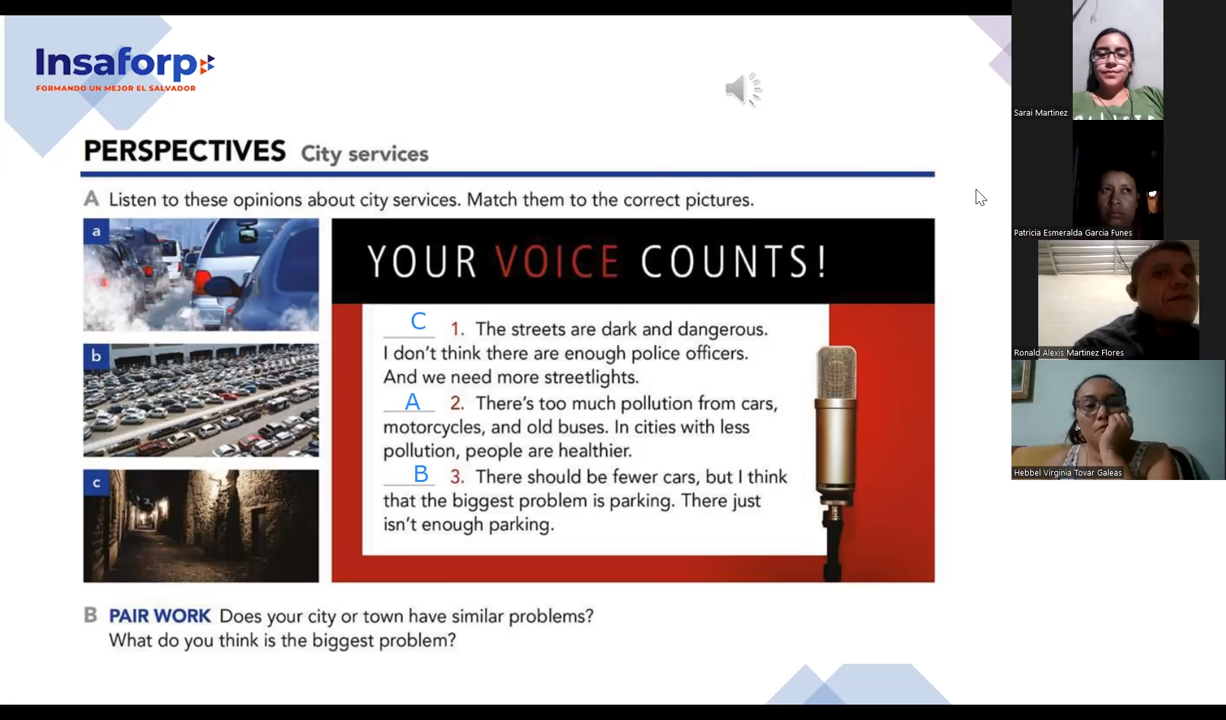 Insaforp
FORMANDO UN MEJOR EL SALVADOR
PERSPECTIVES City services
A Listen to these opinions about city services. Match them to the correct pictures.
a
b
c
YOUR VOICE COUNTS!
C 1. The streets are dark and dangerous.
I don't think there are enough police officers.
And we need more streetlights.
A 2. There's too much pollution from cars,
motorcycles, and old buses. In cities with less
pollution, people are healthier.
B 3. There should be fewer cars, but I think
that the biggest problem is parking. There just
isn't enough parking.
B PAIR WORK Does your city or town have similar problems?
What do you think is the biggest problem?
Sarai Martinez
Patricia Esmeralda Garcia Funes
Ronald Alexis Martinez Flores
Hebbel Virginia Tovar Galeas